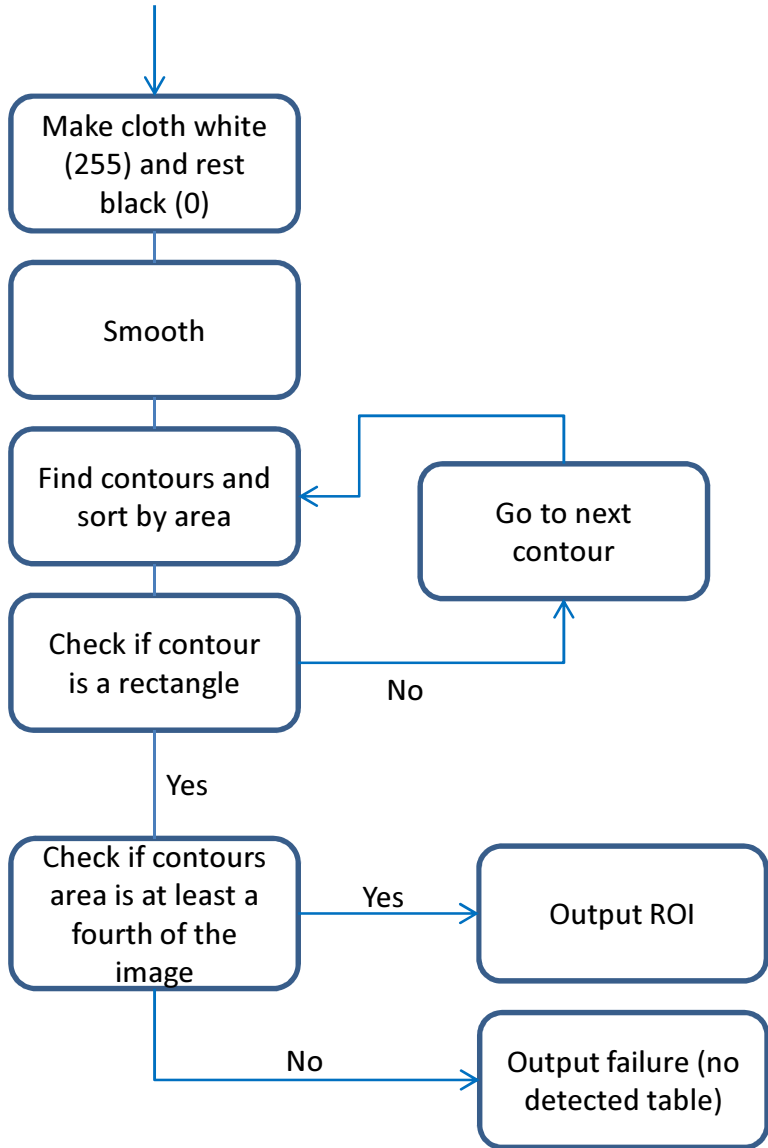 Make cloth white
(255) and rest
black (0)
Smooth
Find contours and
sort by area
Go to next
contour
Check if contour
is a rectangle
No
Yes
Check if contours
area is at least a
fourth of the
image
Yes
Output ROI
No
Output failure (no
detected table)